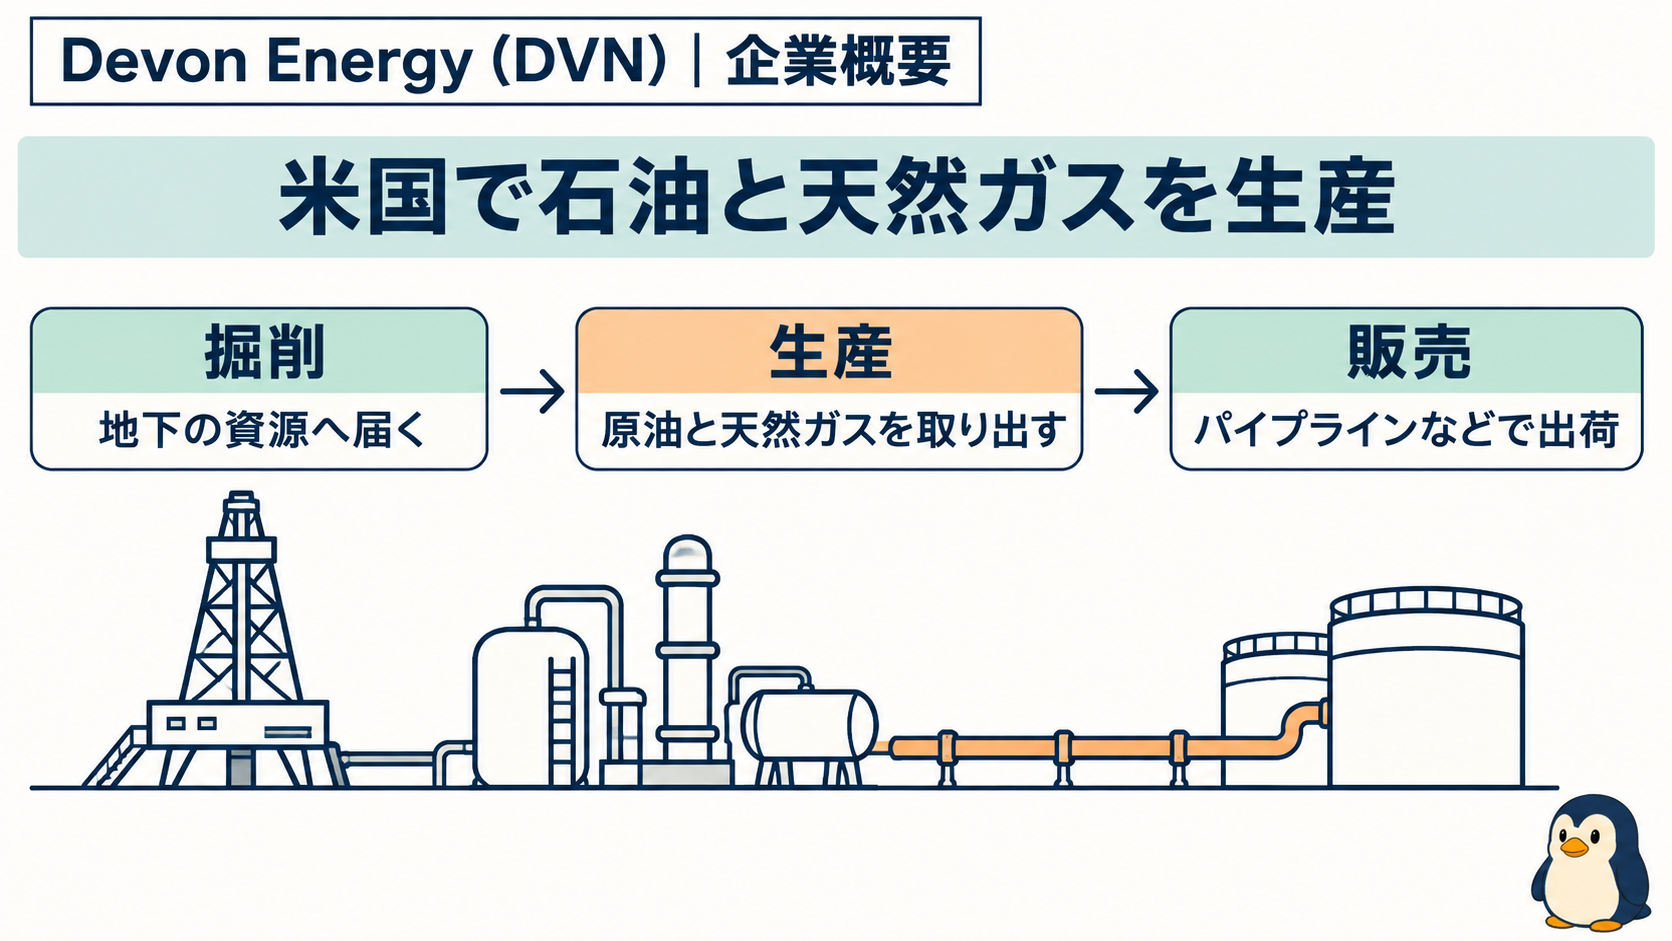 Devon Energy (DVN)｜企業概要
米国で石油と天然ガスを生産
掘削
地下の資源へ届く
生産
原油と天然ガスを取り出す
販売
パイプラインなどで出荷